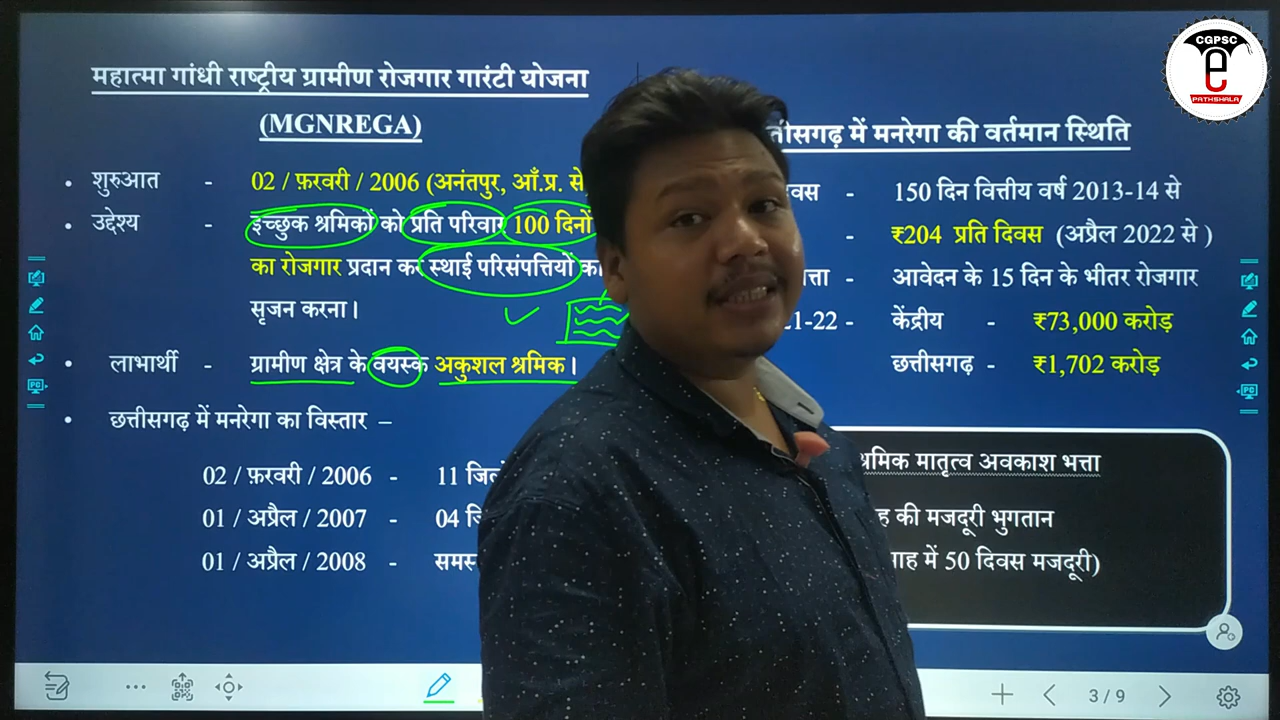 महात्मा गांधी राष्ट्रीय ग्रामीण रोजगार गारंटी योजना
(MGNREGA)
• शुरुआत - 02 / फ़रवरी / 2006 (अनंतपुर, आँ.प्र. से
• उद्देश्य - इच्छुक श्रमिकों को प्रति परिवार 100 दिनों
का रोजगार प्रदान कर स्थाई परिसंपत्तियों का
सृजन करना।
• लाभार्थी - ग्रामीण क्षेत्र के वयस्क अकुशल श्रमिक।
• छत्तीसगढ़ में मनरेगा का विस्तार –
02 / फ़रवरी / 2006 - 11
01 / अप्रैल / 2007 - 04
01 / अप्रैल / 2008 -
में मनरेगा की वर्तमान स्थिति
- 150 दिन वित्तीय वर्ष 2013-14 से
- ₹204 प्रति दिवस (अप्रैल 2022 से )
- आवेदन के 15 दिन के भीतर रोजगार
21-22 - केंद्रीय - ₹73,000 करोड़
छत्तीसगढ़ - ₹1,702 करोड़
श्रमिक मातृत्व अवकाश भत्ता
की मजदूरी भुगतान
में 50 दिवस मजदूरी)
3 / 9
PC
PC
CGPSC
e
PATHSHALA